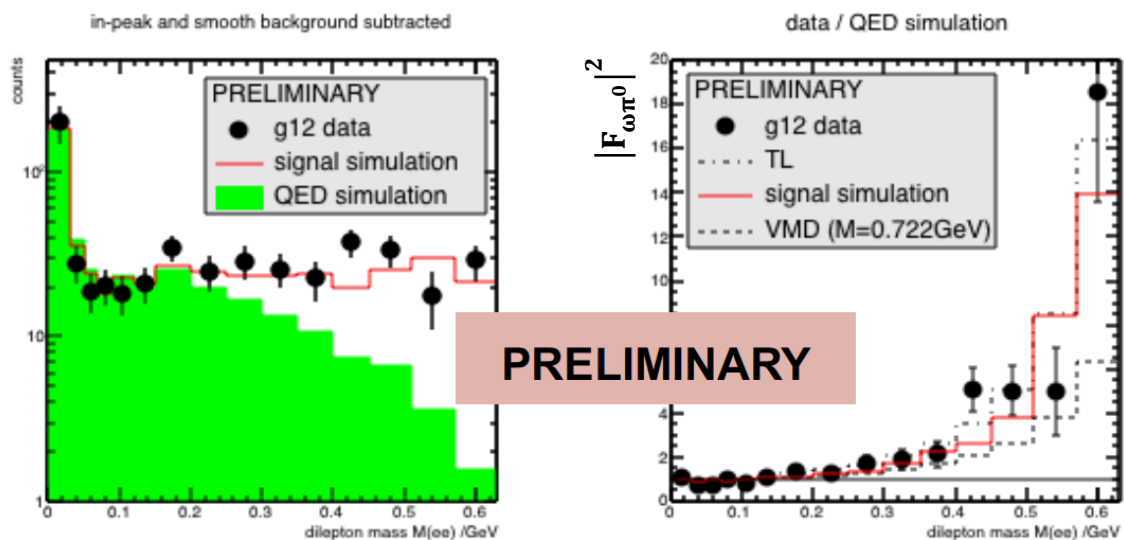 in-peak and smooth background subtracted
counts
PRELIMINARY
g12 data
signal simulation
QED simulation
10²
10
1
0 0.1 0.2 0.3 0.4 0.5 0.6
dilepton mass M(ee) /GeV
data / QED simulation
|Fωπ⁰|²
PRELIMINARY
g12 data
TL
signal simulation
VMD (M=0.722GeV)
20
18
16
14
12
10
4
2
0
0 0.1 0.2 0.3 0.4 0.5 0.6
dilepton mass M(ee) /GeV
PRELIMINARY